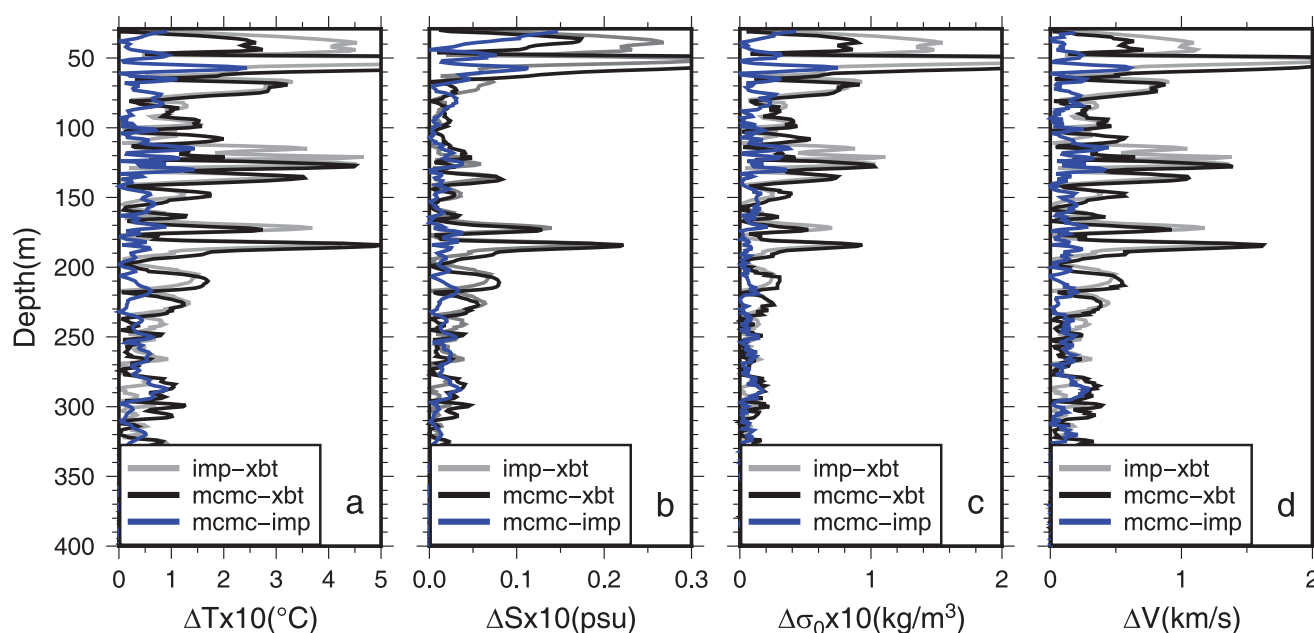 50
100
150
200
250
300
350
400
Depth(m)
imp−xbt
mcmc−xbt
mcmc−imp
a
0 1 2 3 4 5
ΔTx10(°C)
imp−xbt
mcmc−xbt
mcmc−imp
b
0.0 0.1 0.2 0.3
ΔSx10(psu)
imp−xbt
mcmc−xbt
mcmc−imp
c
0 1 2
Δσ₀x10(kg/m³)
imp−xbt
mcmc−xbt
mcmc−imp
d
0 1 2
ΔV(km/s)